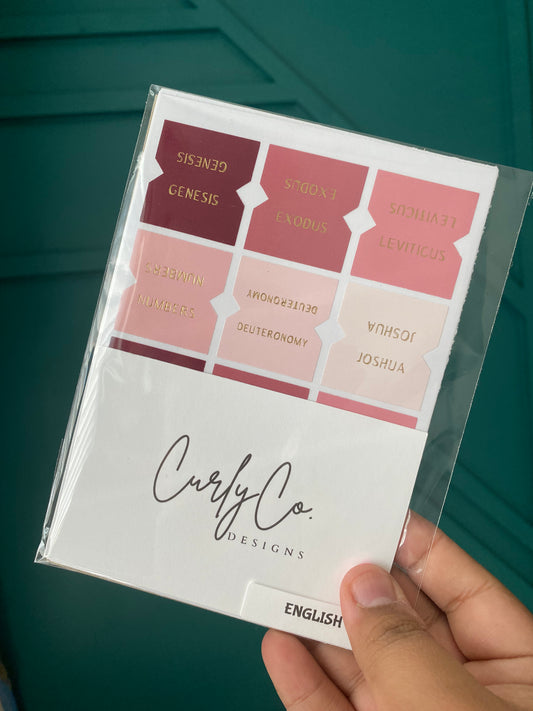 GENESIS
GENESIS
EXODUS
EXODUS
LEVITICUS
LEVITICUS
NUMBERS
NUMBERS
DEUTERONOMY
DEUTERONOMY
JOSHUA
JOSHUA
CurlyCo.
DESIGNS
ENGLISH